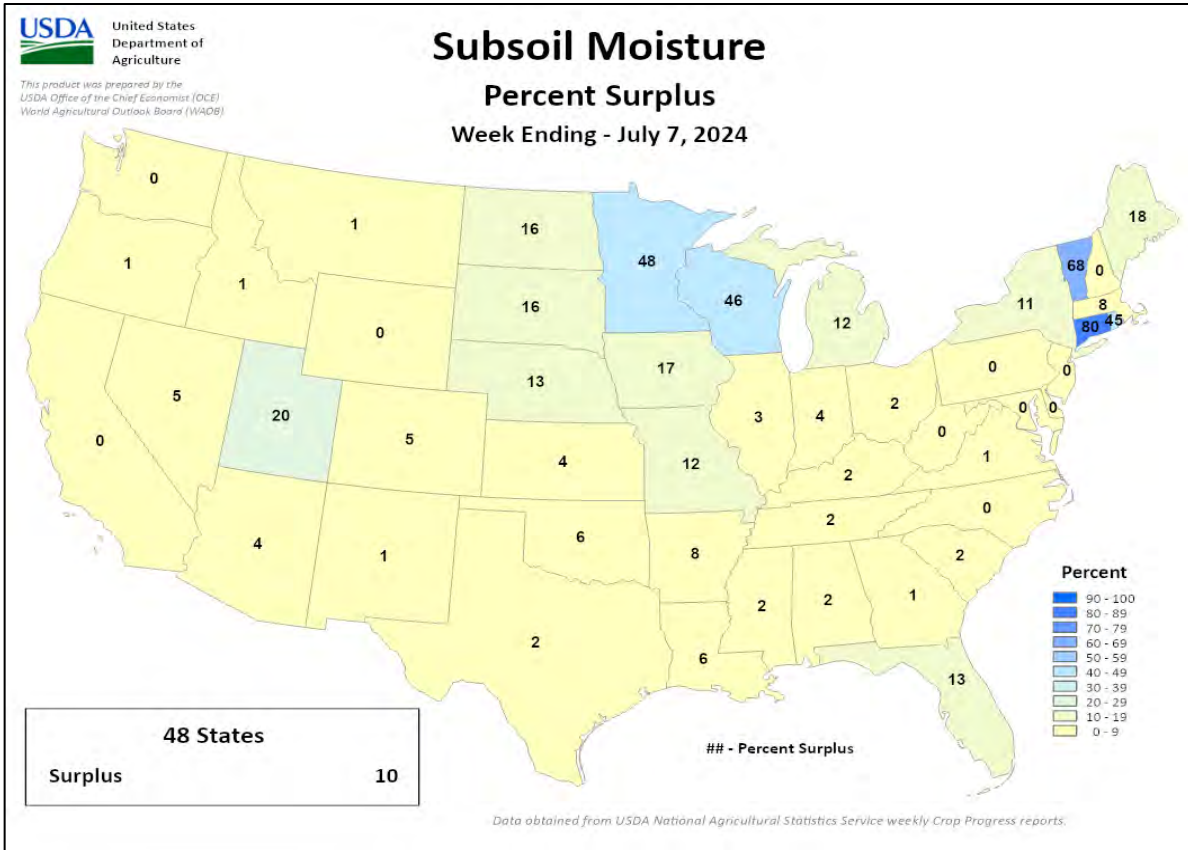 USDA
United States
Department of
Agriculture
This product was prepared by the
USDA Office of the Chief Economist (OCE)
World Agricultural Outlook Board (WAOB)
Subsoil Moisture
Percent Surplus
Week Ending - July 7, 2024
0
1
16
48
18
1
1
68
0
46
11
8
16
12
80
45
0
13
17
0
0
5
20
5
3
4
2
0
0
0
0
4
12
2
1
4
1
6
8
2
0
2
2
2
2
1
6
13
Percent
90 - 100
80 - 89
70 - 79
60 - 69
50 - 59
40 - 49
30 - 39
20 - 29
10 - 19
0 - 9
48 States
Surplus 10
## - Percent Surplus
Data obtained from USDA National Agricultural Statistics Service weekly Crop Progress reports.